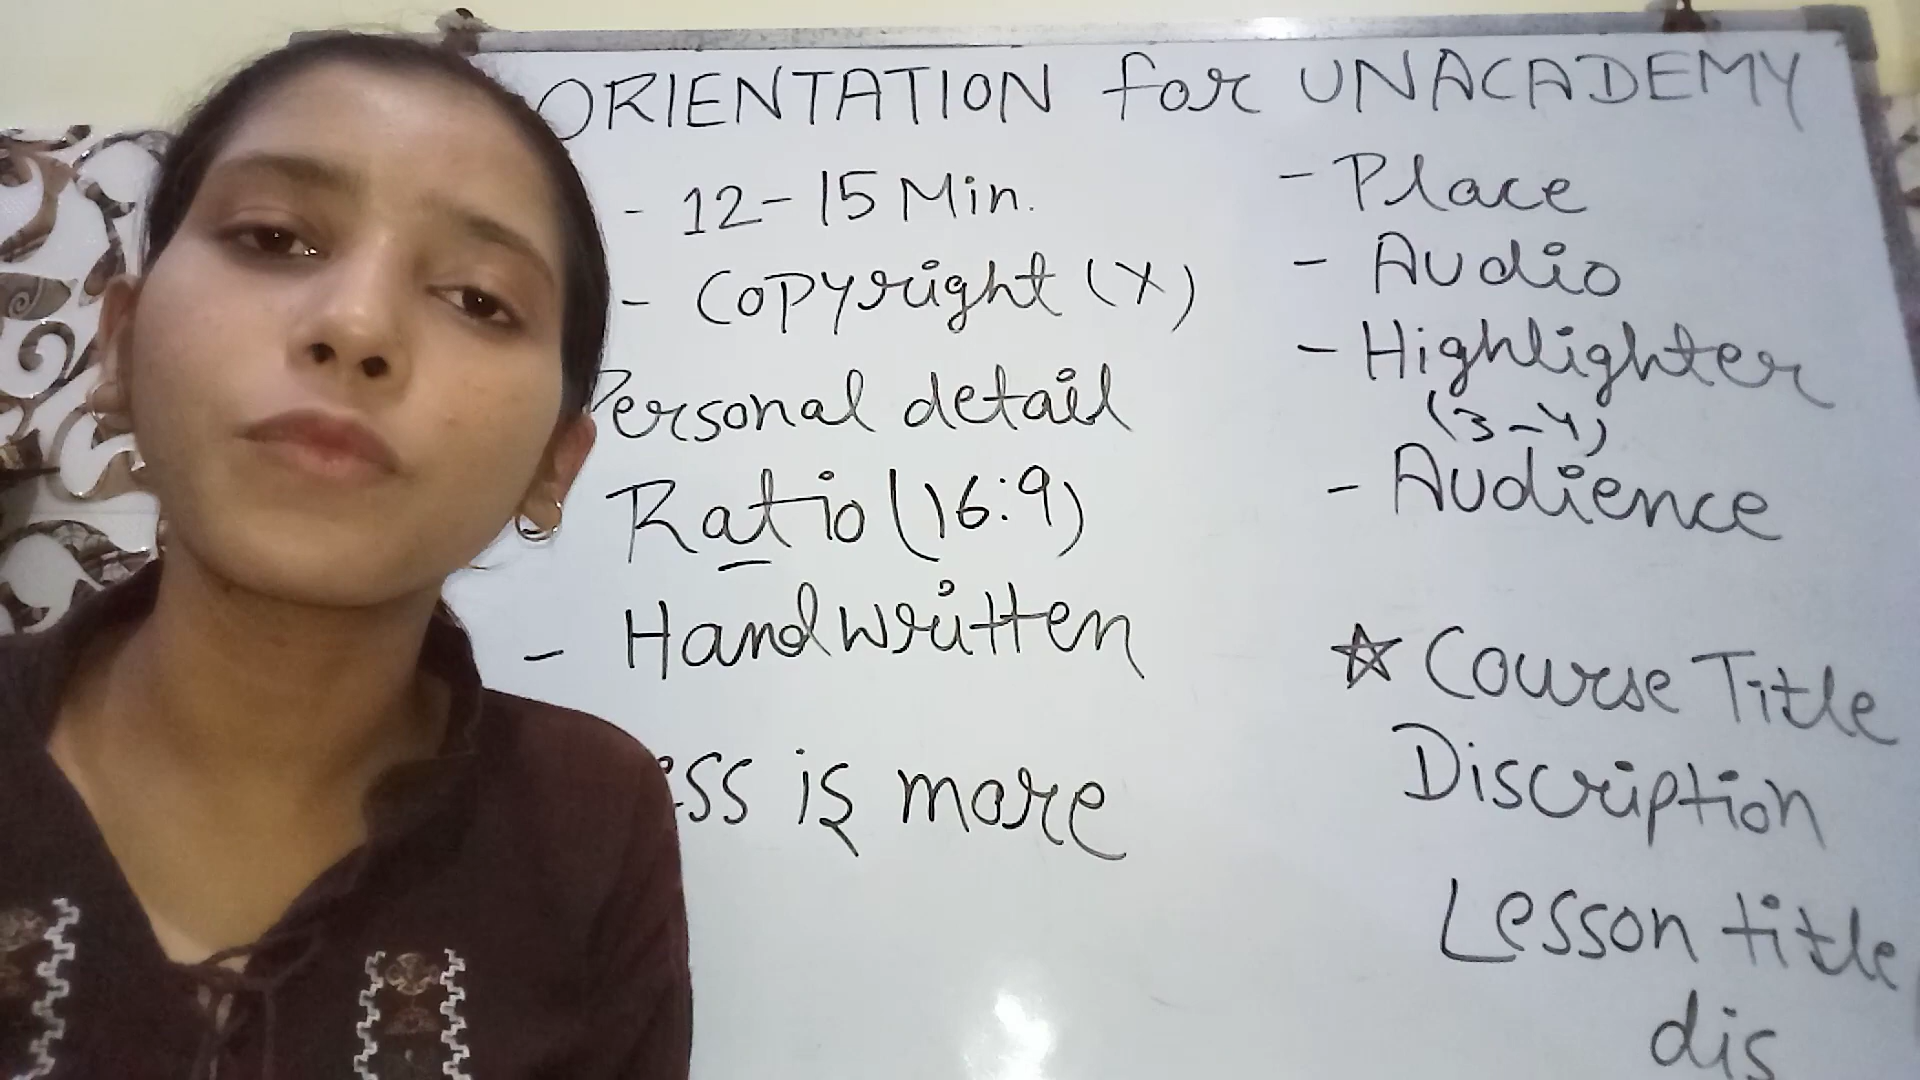 ORIENTATION for UNACADEMY
- 12-15 Min.
- Copyright (X)
Personal detail
Ratio (16:9)
- Handwritten
ess is more
- Place
- Audio
- Highlighter
(3-4)
- Audience
☆ Course Title
Discription
Lesson title
dis